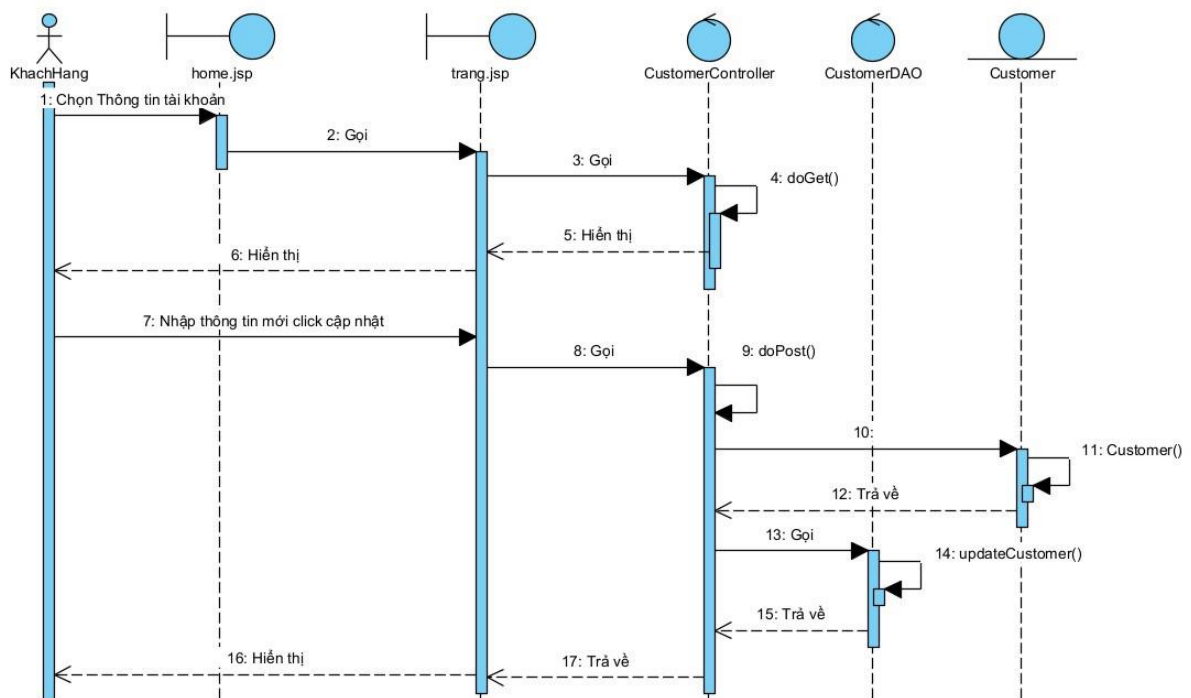 KhachHang
home.jsp
trang.jsp
CustomerController
CustomerDAO
Customer
1: Chọn Thông tin tài khoản
2: Gọi
3: Gọi
4: doGet()
5: Hiển thị
6: Hiển thị
7: Nhập thông tin mới click cập nhật
8: Gọi
9: doPost()
10:
11: Customer()
12: Trả về
13: Gọi
14: updateCustomer()
15: Trả về
16: Hiển thị
17: Trả về